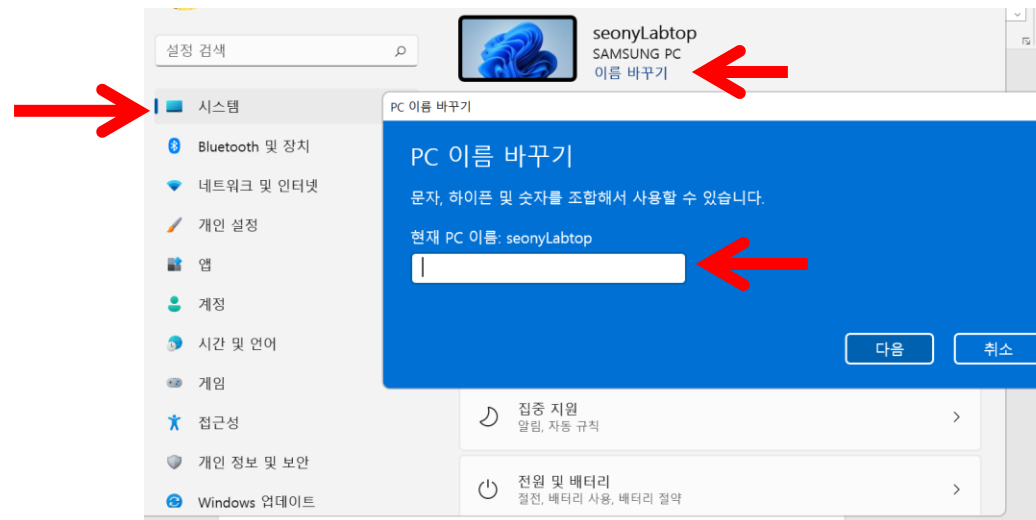 설정 검색
seonyLabtop
SAMSUNG PC
이름 바꾸기
시스템
Bluetooth 및 장치
네트워크 및 인터넷
개인 설정
앱
계정
시간 및 언어
게임
접근성
개인 정보 및 보안
Windows 업데이트
PC 이름 바꾸기
PC 이름 바꾸기
문자, 하이픈 및 숫자를 조합해서 사용할 수 있습니다.
현재 PC 이름: seonyLabtop
다음
취소
집중 지원
알림, 자동 규칙
전원 및 배터리
절전, 배터리 사용, 배터리 절약